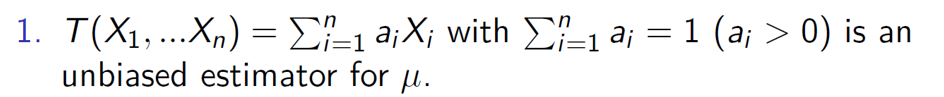 1. T(X₁, ...Xₙ) = ∑ⁿᵢ₌₁ aᵢXᵢ with ∑ⁿᵢ₌₁ aᵢ = 1 (aᵢ > 0) is an
unbiased estimator for μ.